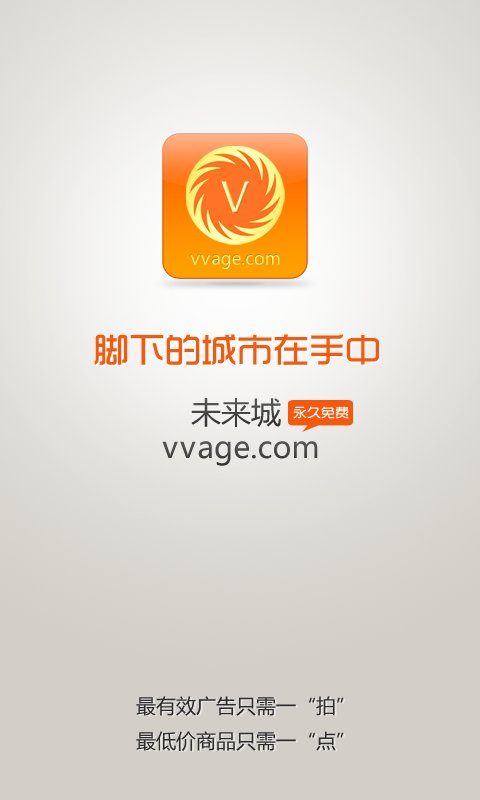 V
vvage.com
脚下的城市在手中
未来城 永久免费
vvage.com
最有效广告只需一“拍”
最低价商品只需一“点”